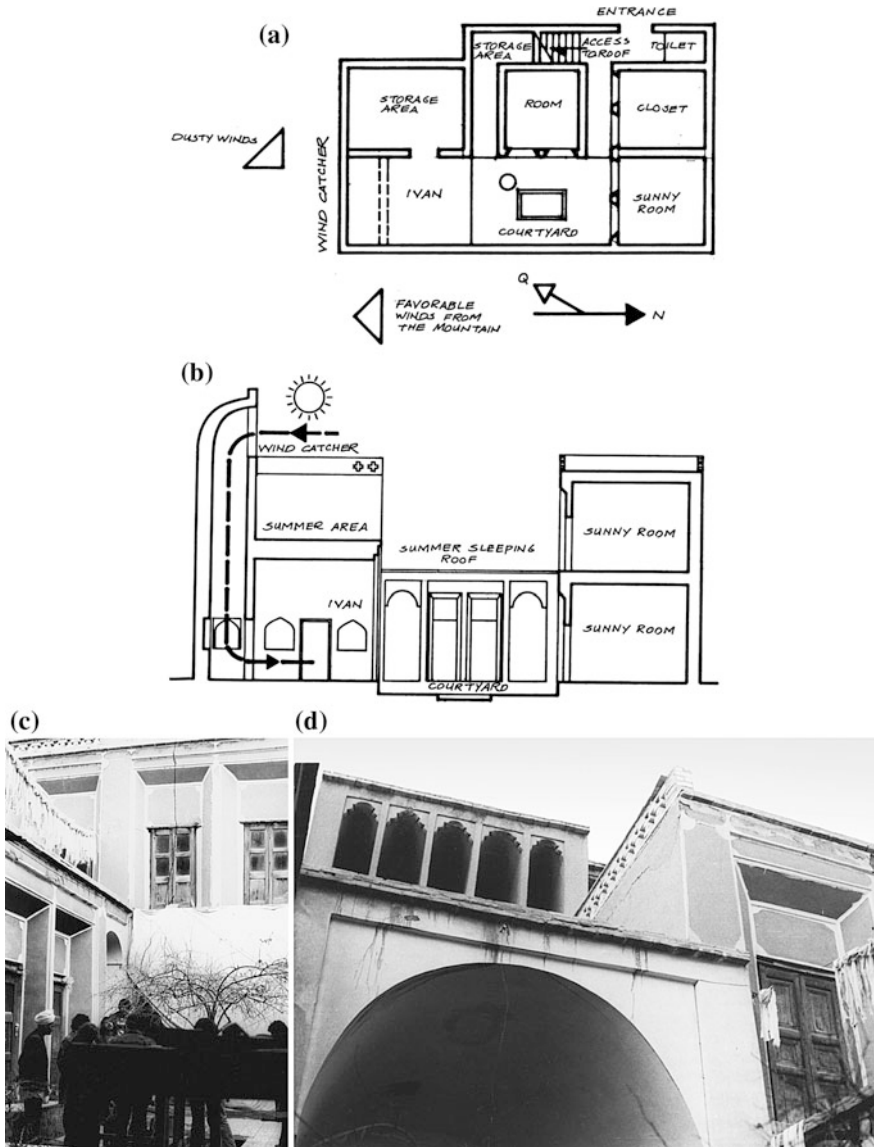 (a)
ENTRANCE
STORAGE
AREA
ACCESS
TO ROOF
TOILET
STORAGE
AREA
ROOM
CLOSET
DUSTY WINDS
WIND CATCHER
IVAN
SUNNY
ROOM
COURTYARD
Q
N
FAVORABLE
WINDS FROM
THE MOUNTAIN
(b)
WIND CATCHER
SUMMER AREA
SUMMER SLEEPING
ROOF
SUNNY ROOM
IVAN
SUNNY ROOM
COURTYARD
(c)
(d)